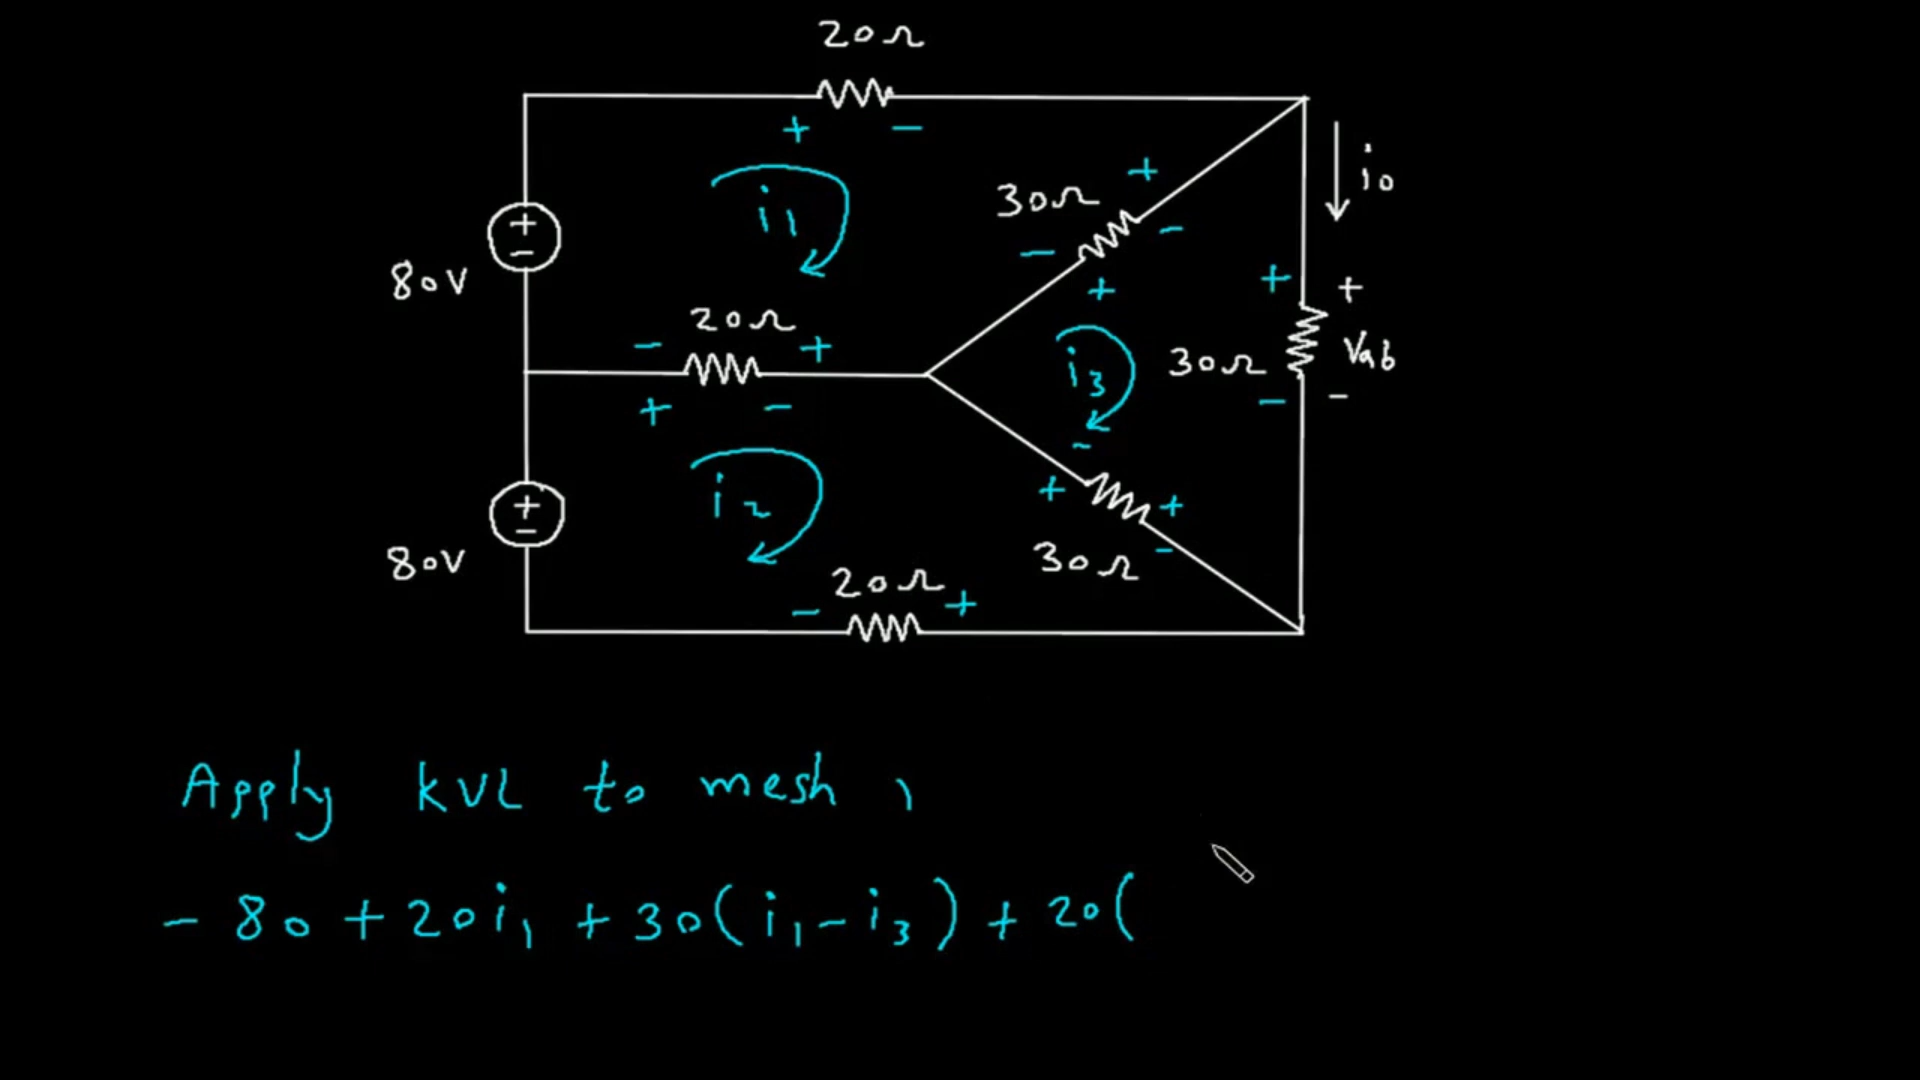 20Ω
+ -
i1
30Ω
+ -
- +
i0
+ -
80V
20Ω
- +
+ -
i3
30Ω
+ -
+
Vab
-
+ -
80V
i2
- +
+ -
30Ω
20Ω
- +
Apply KVL to mesh 1
- 80 + 20i1 + 30(i1 - i3) + 20(